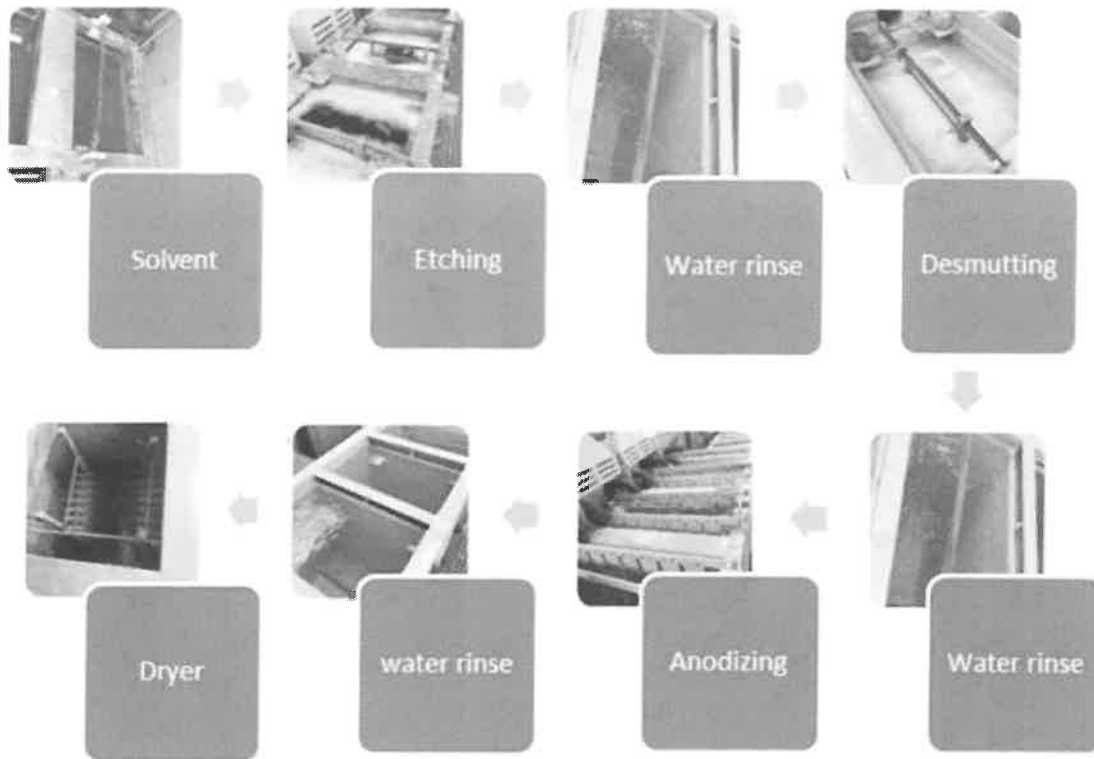 Solvent
Etching
Water rinse
Desmutting
Water rinse
Anodizing
water rinse
Dryer